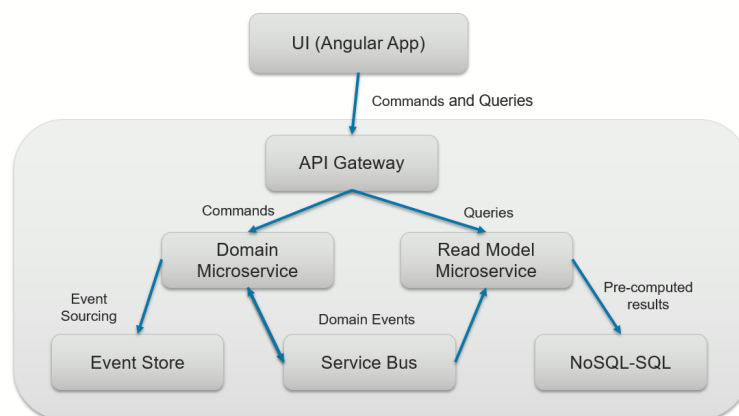 UI (Angular App)
Commands and Queries
API Gateway
Commands
Queries
Domain
Microservice
Read Model
Microservice
Event
Sourcing
Domain Events
Pre-computed
results
Event Store
Service Bus
NoSQL-SQL